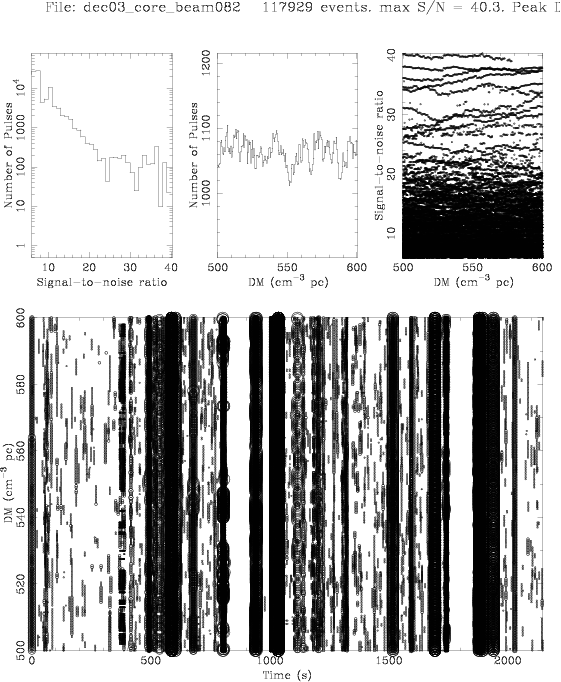 File: dec03_core_beam082 117929 events. max S/N = 40.3. Peak
Number of Pulses
1
10
100
1000
10⁴
10 20 30 40
Signal-to-noise ratio
Number of Pulses
1000
1100
1200
500 550 600
DM (cm⁻³ pc)
Signal-to-noise ratio
10
20
30
40
500 550 600
DM (cm⁻³ pc)
DM (cm⁻³ pc)
500
520
540
560
580
600
0 500 1000 1500 2000
Time (s)